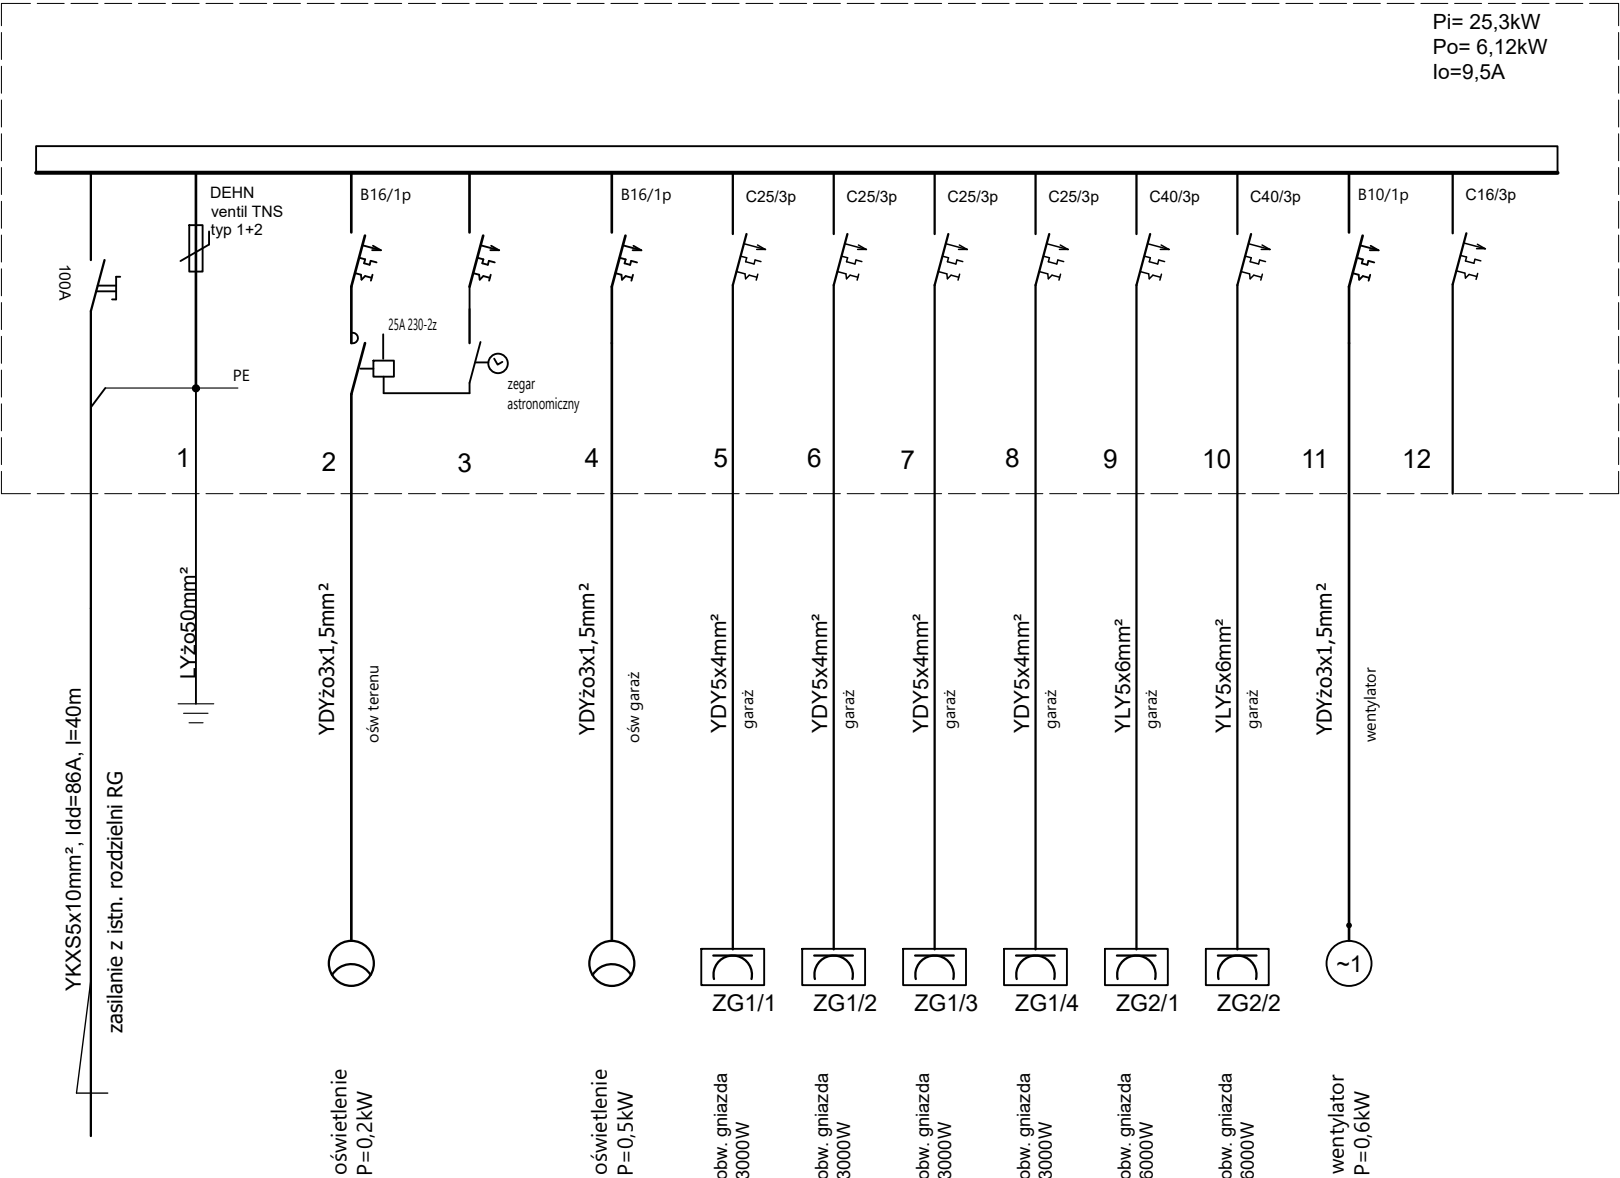 Pi= 25,3kW
Po= 6,12kW
Io=9,5A
DEHN
ventil TNS
typ 1+2
B16/1p
B16/1p
C25/3p
C25/3p
C25/3p
C25/3p
C40/3p
C40/3p
B10/1p
C16/3p
100A
25A 230-2z
zegar
astronomiczny
PE
1
2
3
4
5
6
7
8
9
10
11
12
YKXS5x10mm², Idd=86A, l=40m
zasilanie z istn. rozdzielni RG
LYżo50mm²
YDYżo3x1,5mm²
ośw terenu
YDYżo3x1,5mm²
ośw garaż
YDY5x4mm²
garaż
YDY5x4mm²
garaż
YDY5x4mm²
garaż
YDY5x4mm²
garaż
YLY5x6mm²
garaż
YLY5x6mm²
garaż
YDYżo3x1,5mm²
wentylator
~1
ZG1/1
ZG1/2
ZG1/3
ZG1/4
ZG2/1
ZG2/2
oświetlenie
P=0,2kW
oświetlenie
P=0,5kW
obw. gniazda
3000W
obw. gniazda
3000W
obw. gniazda
3000W
obw. gniazda
3000W
obw. gniazda
6000W
obw. gniazda
6000W
wentylator
P=0,6kW